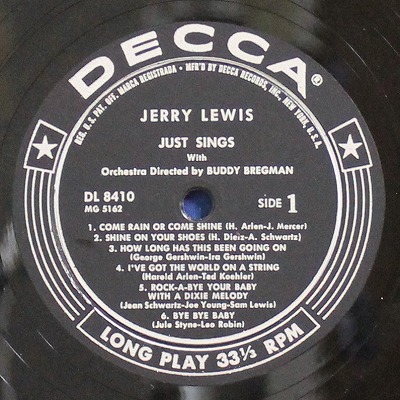 DECCA®
REG. U.S. PAT. OFF. MARCA REGISTRADA • MF'D BY DECCA RECORDS, INC., NEW YORK, U.S.A.
JERRY LEWIS
JUST SINGS
With
Orchestra Directed by BUDDY BREGMAN
DL 8410
MG 5162
SIDE 1
1. COME RAIN OR COME SHINE (H. Arlen-J. Mercer)
2. SHINE ON YOUR SHOES (H. Dietz-A. Schwartz)
3. HOW LONG HAS THIS BEEN GOING ON
(George Gershwin-Ira Gershwin)
4. I'VE GOT THE WORLD ON A STRING
(Harold Arlen-Ted Koehler)
5. ROCK-A-BYE YOUR BABY
WITH A DIXIE MELODY
(Jean Schwartz-Joe Young-Sam Lewis)
6. BYE BYE BABY
(Jule Styne-Leo Robin)
LONG PLAY 33⅓ RPM